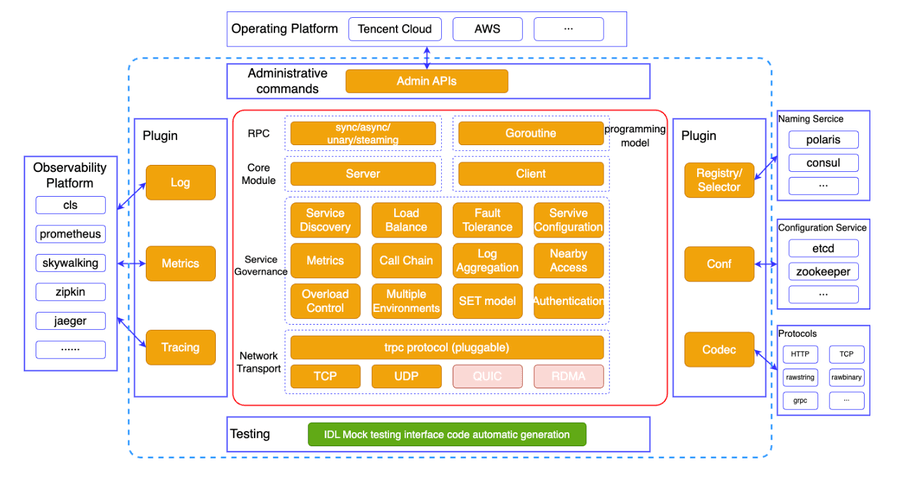 Operating Platform
Tencent Cloud
AWS
...
Administrative
commands
Admin APIs
Plugin
RPC
sync/async/
unary/steaming
Goroutine
programming
model
Plugin
Naming Service
polaris
consul
...
Observability
Platform
cls
prometheus
skywalking
zipkin
jaeger
......
Log
Metrics
Tracing
Core
Module
Server
Client
Registry/
Selector
Service
Governance
Service
Discovery
Load
Balance
Fault
Tolerance
Servive
Configuration
Metrics
Call Chain
Log
Aggregation
Nearby
Access
Overload
Control
Multiple
Environments
SET model
Authentication
Conf
Configuration Service
etcd
zookeeper
...
Network
Transport
trpc protocol (pluggable)
TCP
UDP
QUIC
RDMA
Codec
Protocols
HTTP
TCP
rawstring
rawbinary
grpc
...
Testing
IDL Mock testing interface code automatic generation